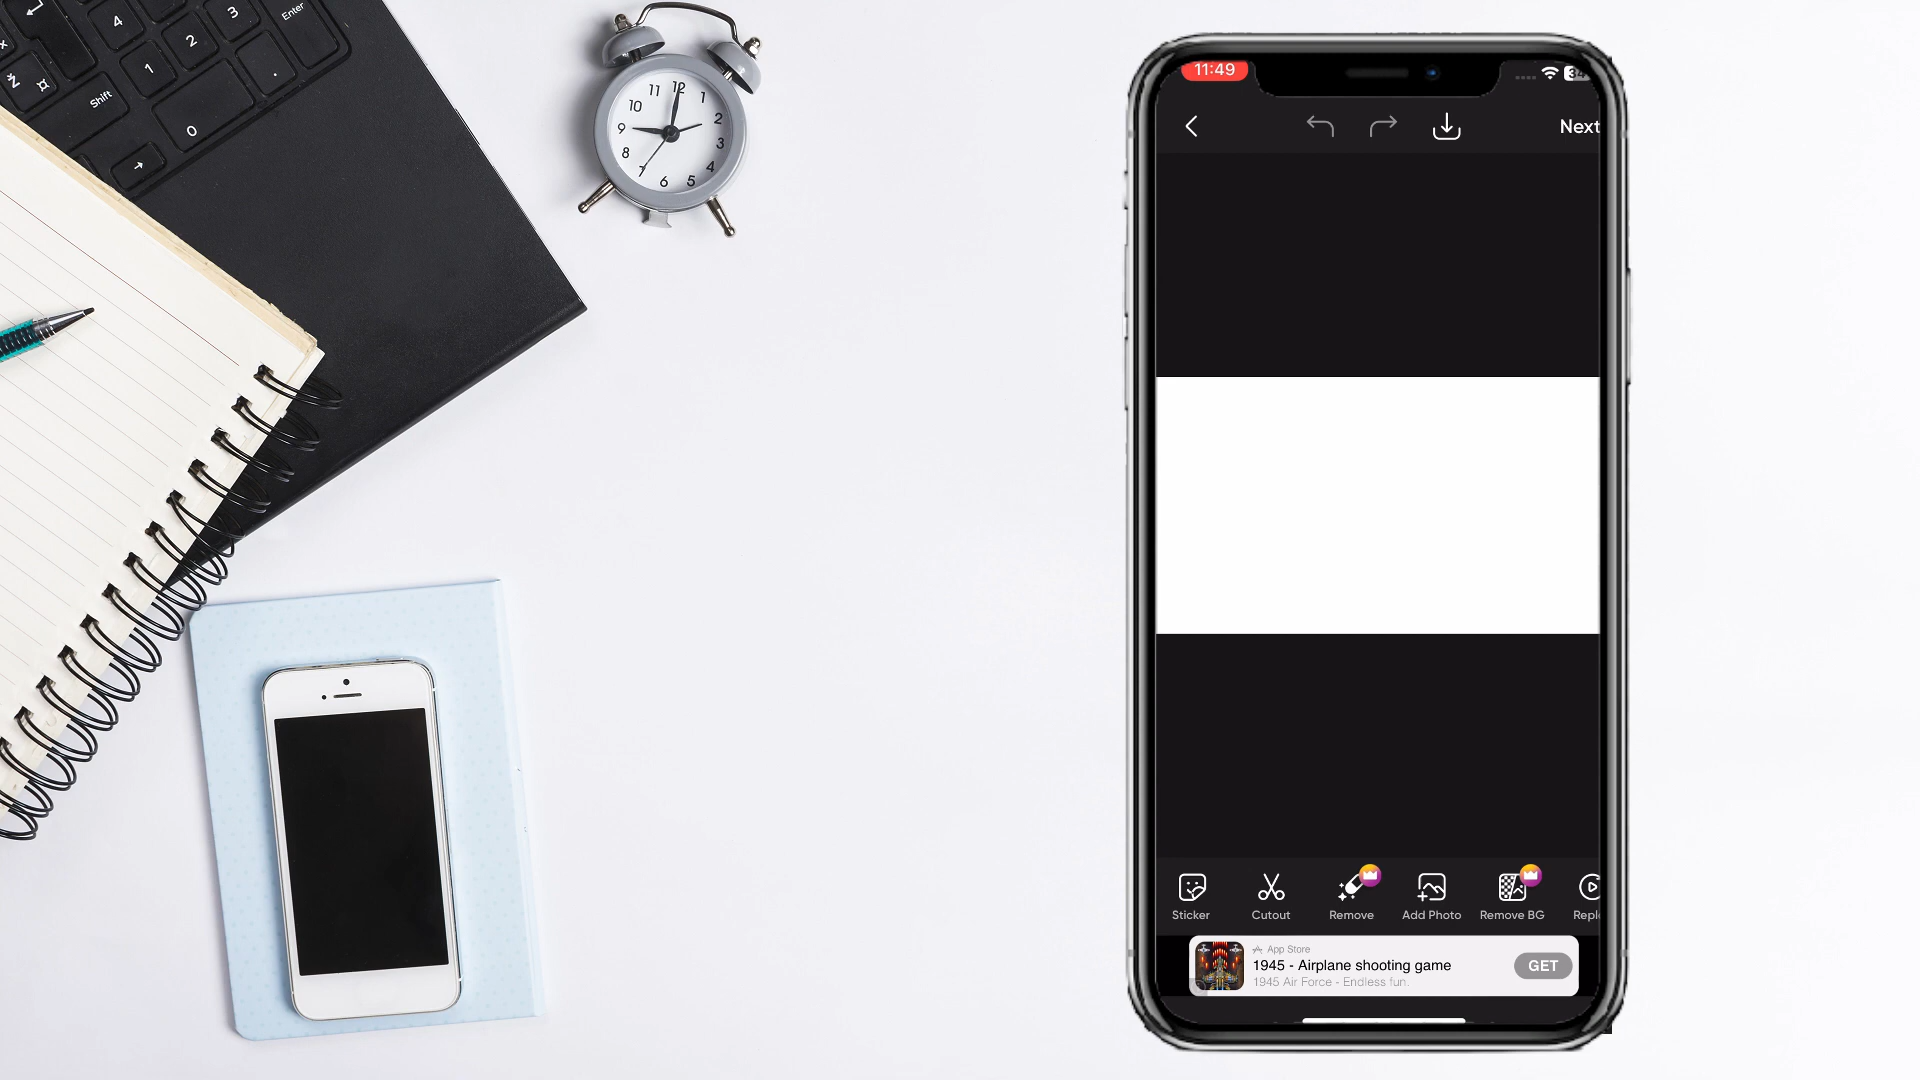 4
3
Enter
2
1
.
Shift
0
12
11
1
10
2
9
3
8
4
7
5
6
11:49
34
Next
Sticker
Cutout
Remove
Add Photo
Remove BG
Repl
App Store
1945 - Airplane shooting game
1945 Air Force - Endless fun.
GET